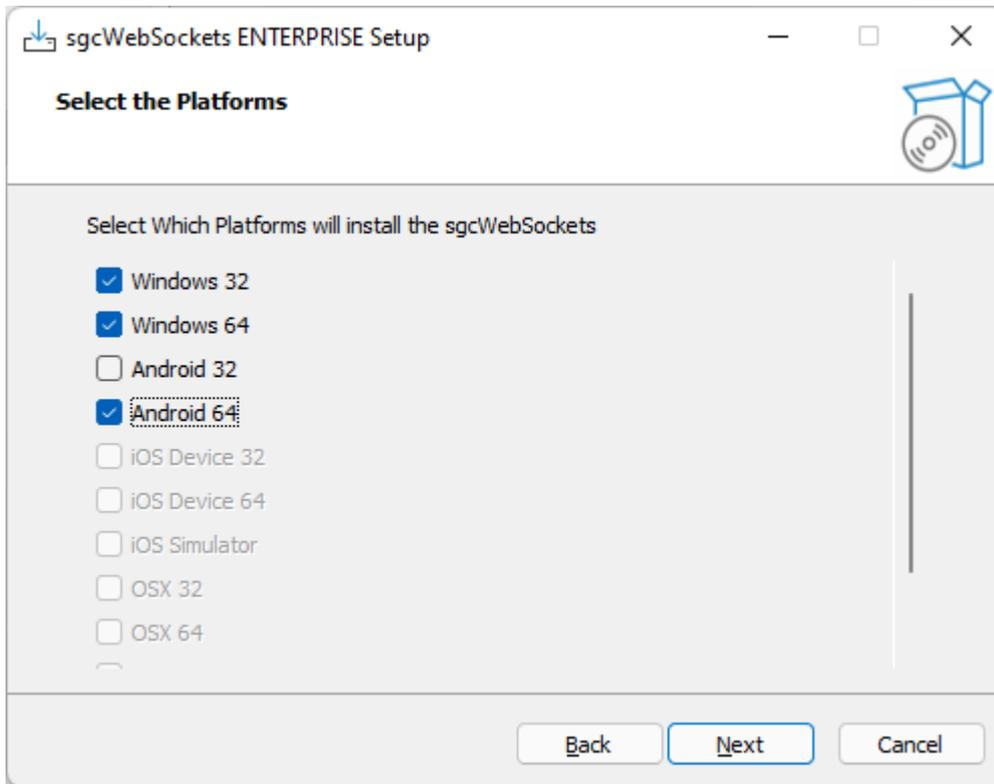 sgcWebSockets ENTERPRISE Setup
Select the Platforms
Select Which Platforms will install the sgcWebSockets
Windows 32
Windows 64
Android 32
Android 64
iOS Device 32
iOS Device 64
iOS Simulator
OSX 32
OSX 64
Back Next Cancel